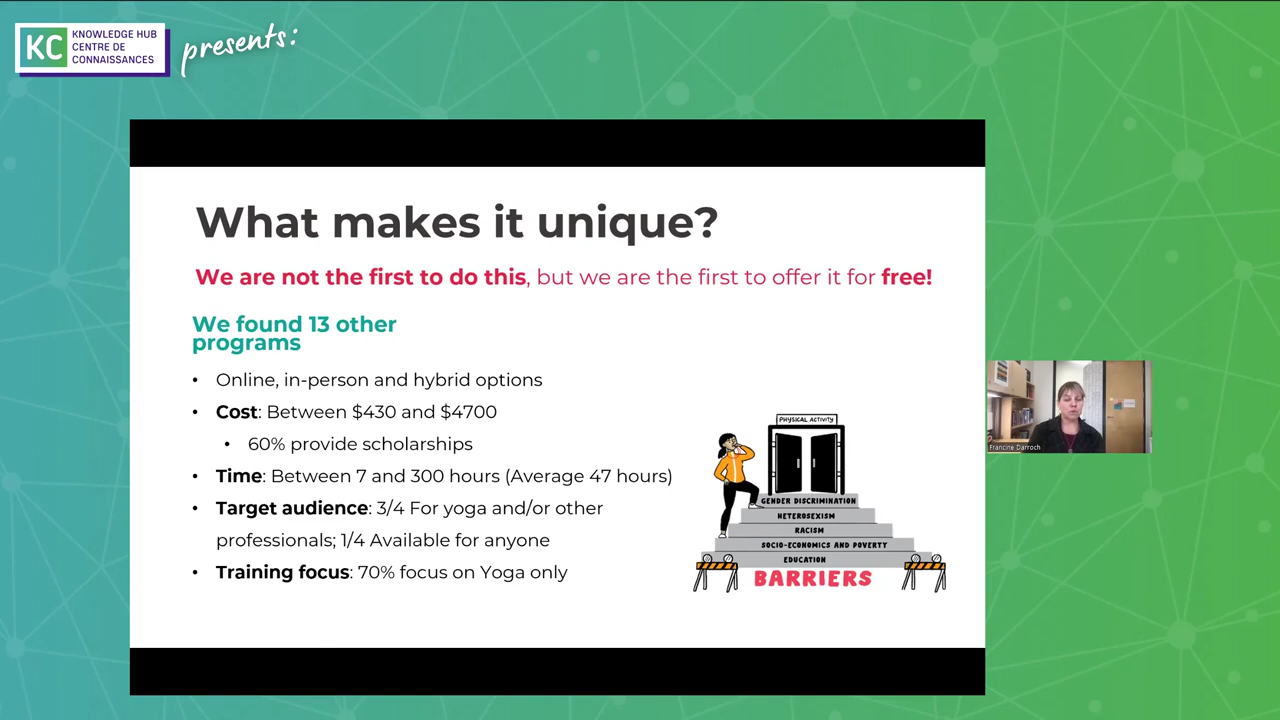 KC
KNOWLEDGE HUB
CENTRE DE
CONNAISSANCES
presents:
What makes it unique?
We are not the first to do this, but we are the first to offer it for free!
We found 13 other
programs
• Online, in-person and hybrid options
• Cost: Between $430 and $4700
• 60% provide scholarships
• Time: Between 7 and 300 hours (Average 47 hours)
• Target audience: 3/4 For yoga and/or other
professionals; 1/4 Available for anyone
• Training focus: 70% focus on Yoga only
PHYSICAL ACTIVITY
GENDER DISCRIMINATION
HETEROSEXISM
RACISM
SOCIO-ECONOMICS AND POVERTY
EDUCATION
BARRIERS
Francine Darroch